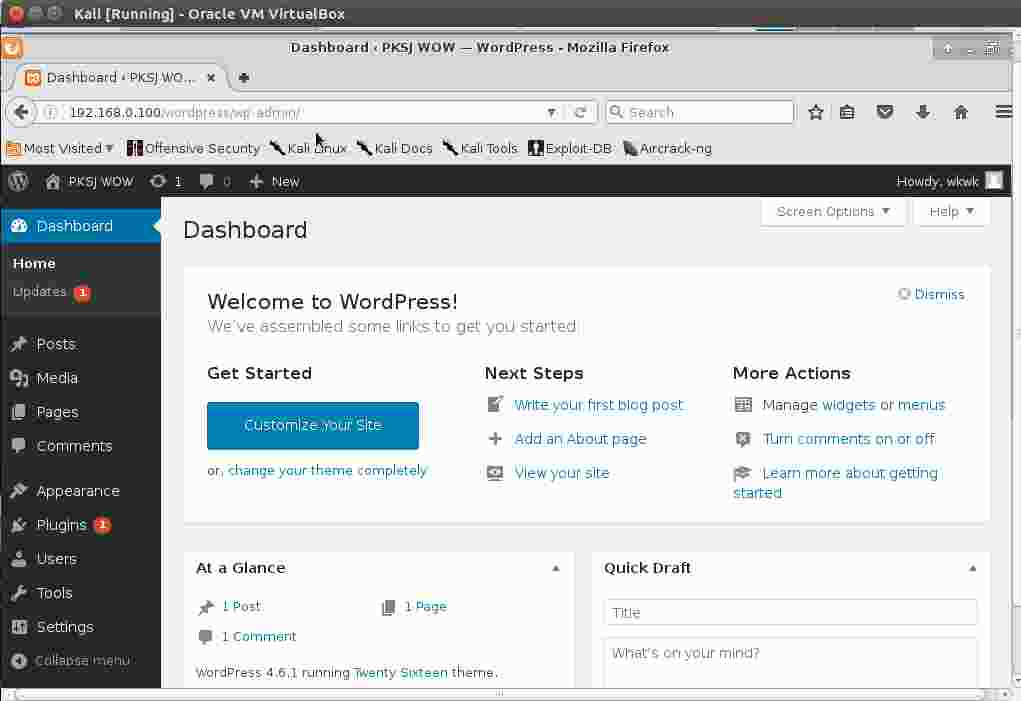 Kali [Running] - Oracle VM VirtualBox
Dashboard ‹ PKSJ WOW — WordPress - Mozilla Firefox
Dashboard ‹ PKSJ WO...
192.168.0.100/wordpress/wp-admin/
Search
Most Visited Offensive Security Kali Linux Kali Docs Kali Tools Exploit-DB Aircrack-ng
PKSJ WOW 1 0 New Howdy, wkwk
Screen Options Help
Dashboard
Home
Updates 1
Posts
Media
Pages
Comments
Appearance
Plugins 1
Users
Tools
Settings
Collapse menu
Dashboard
Welcome to WordPress!
Dismiss
We've assembled some links to get you started:
Get Started
Customize Your Site
or, change your theme completely
Next Steps
Write your first blog post
Add an About page
View your site
More Actions
Manage widgets or menus
Turn comments on or off
Learn more about getting
started
At a Glance
1 Post 1 Page
1 Comment
WordPress 4.6.1 running Twenty Sixteen theme.
Quick Draft
Title
What's on your mind?